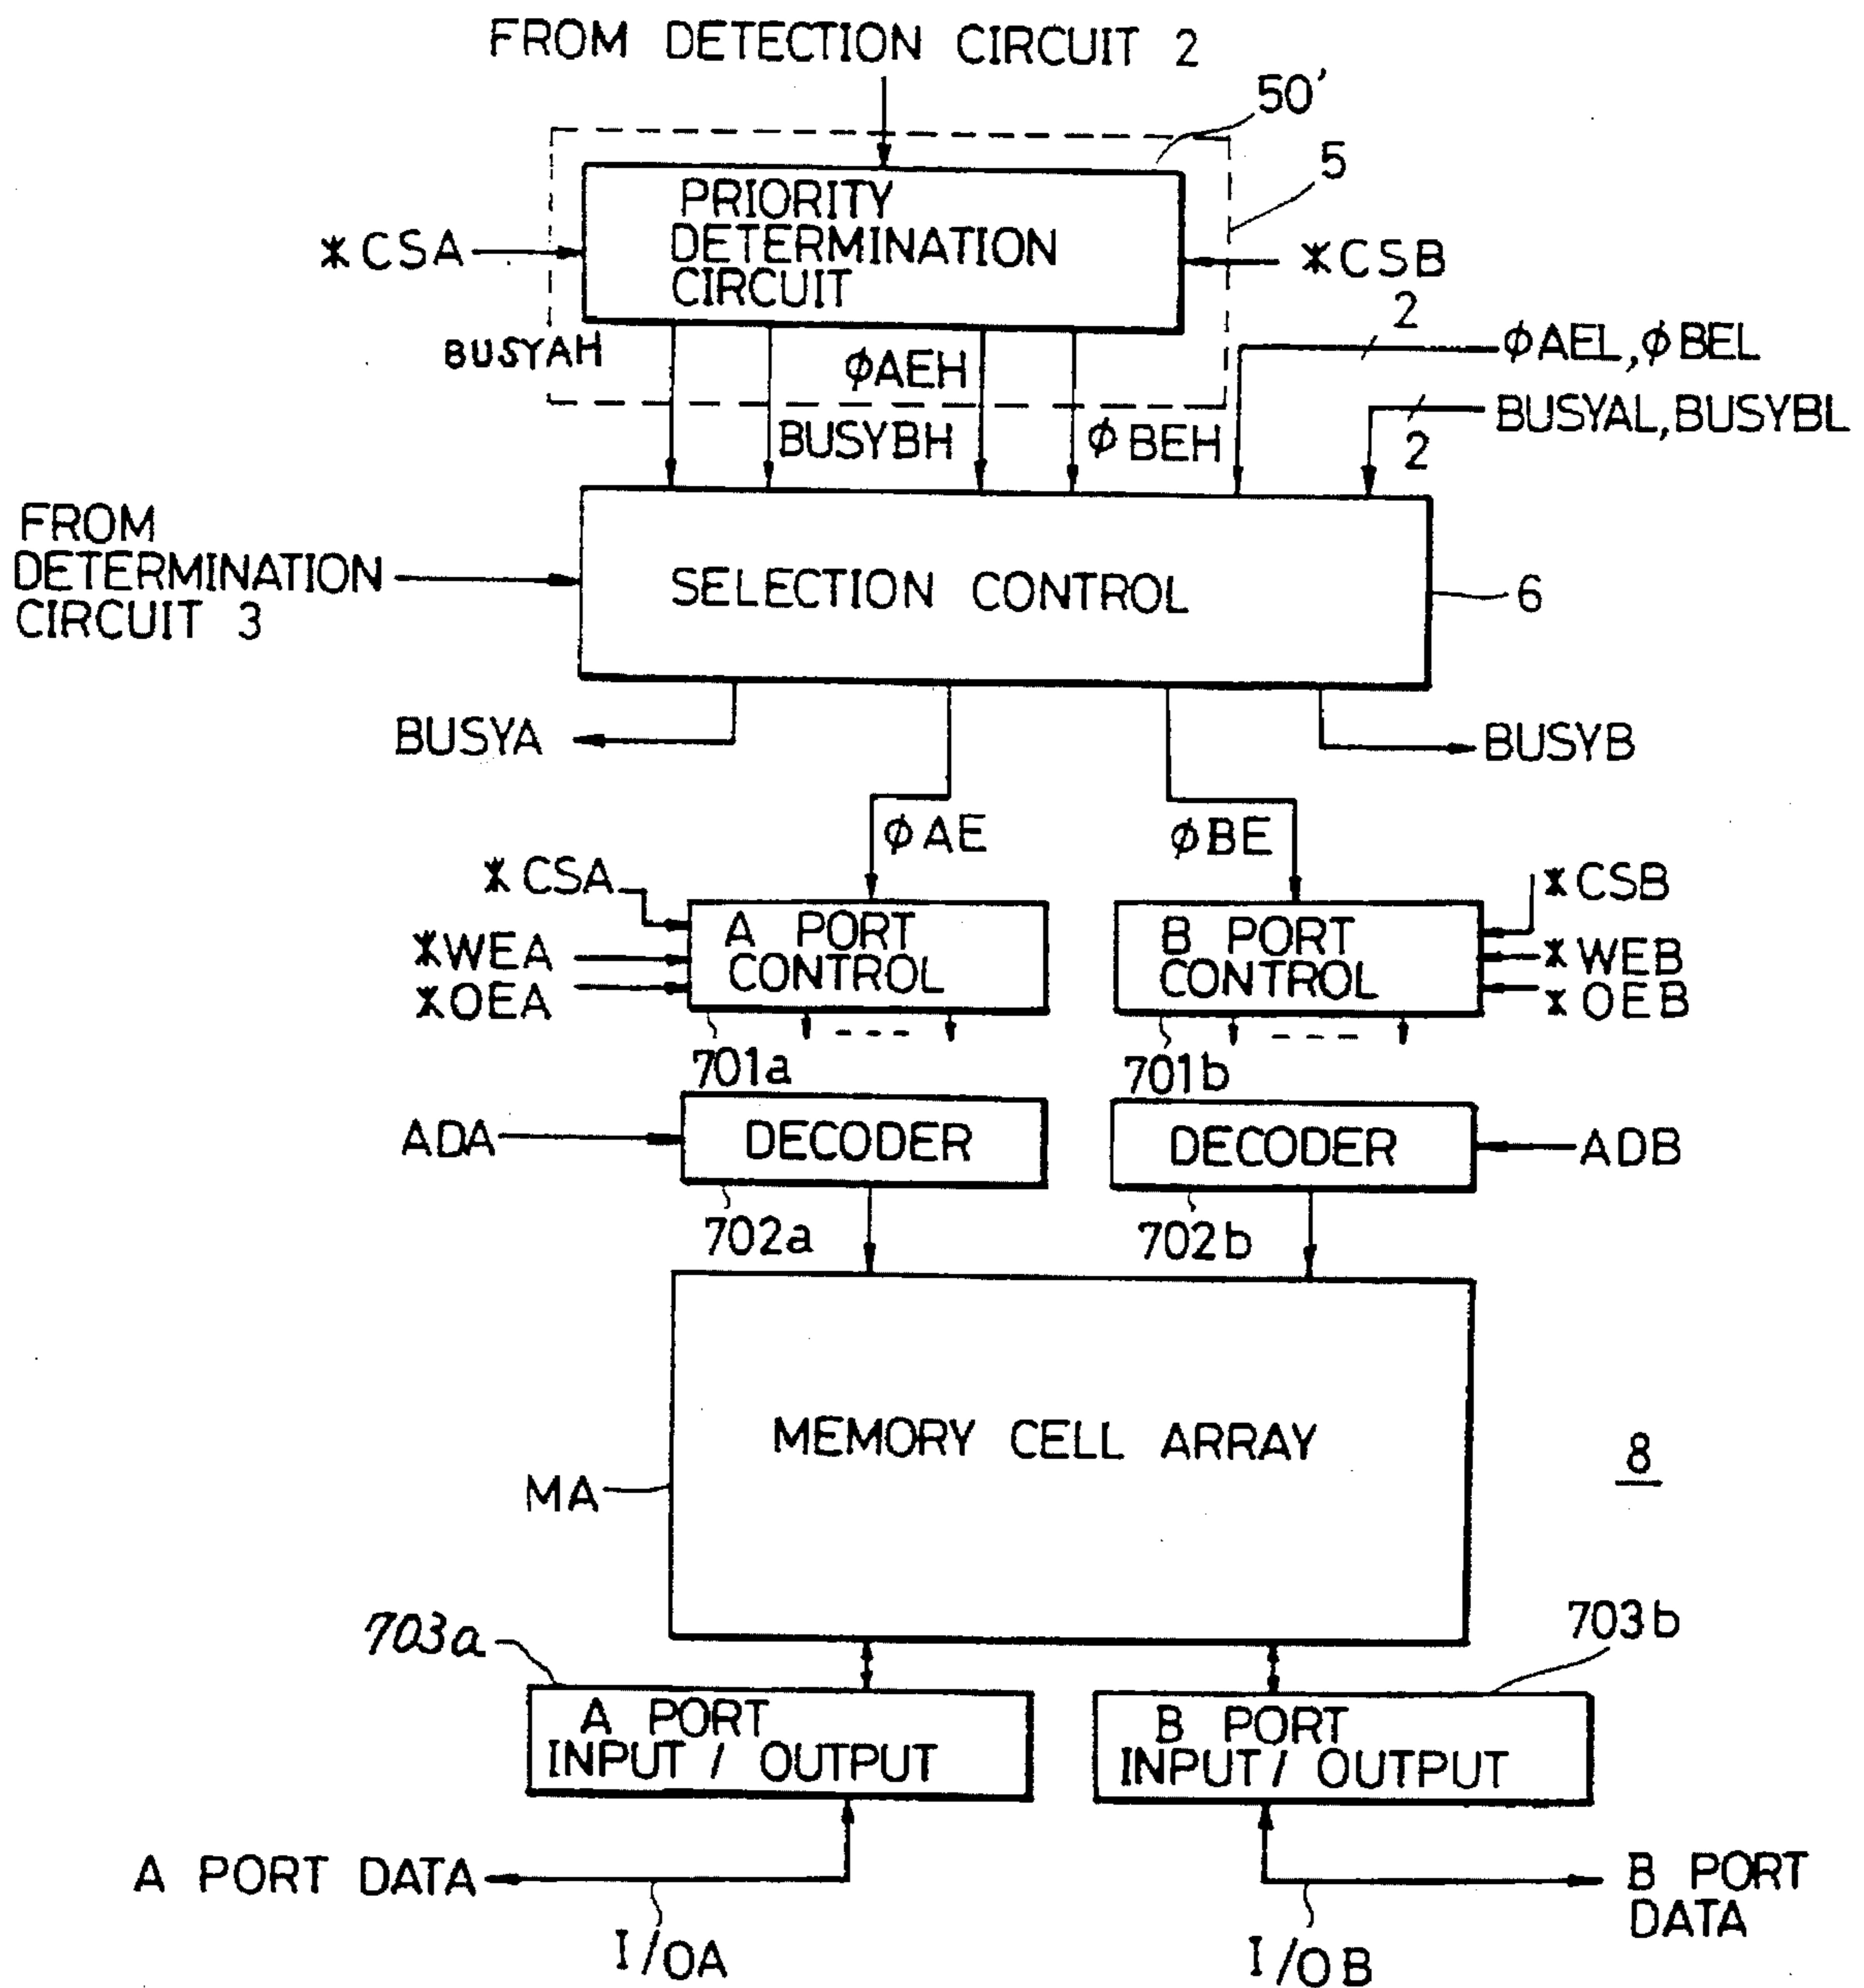 FROM DETECTION CIRCUIT 2
50'
5
PRIORITY
DETERMINATION
CIRCUIT
*CSA
*CSB
2
BUSYAH
φAEH
φAEL, φBEL
BUSYBH
φBEH
BUSYAL, BUSYBL
2
FROM
DETERMINATION
CIRCUIT 3
SELECTION CONTROL
6
BUSYA
BUSYB
φAE
φBE
*CSA
*WEA
*OEA
A PORT
CONTROL
B PORT
CONTROL
*CSB
*WEB
*OEB
701a
701b
ADA
DECODER
DECODER
ADB
702a
702b
MEMORY CELL ARRAY
MA
8
703a
703b
A PORT
INPUT / OUTPUT
B PORT
INPUT / OUTPUT
A PORT DATA
B PORT
DATA
I/OA
I/OB